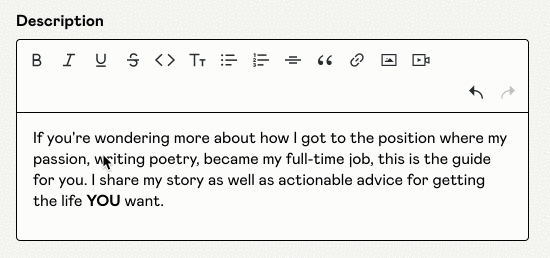 Description
B I U S <> TT
If you're wondering more about how I got to the position where my
passion, writing poetry, became my full-time job, this is the guide
for you. I share my story as well as actionable advice for getting
the life YOU want.